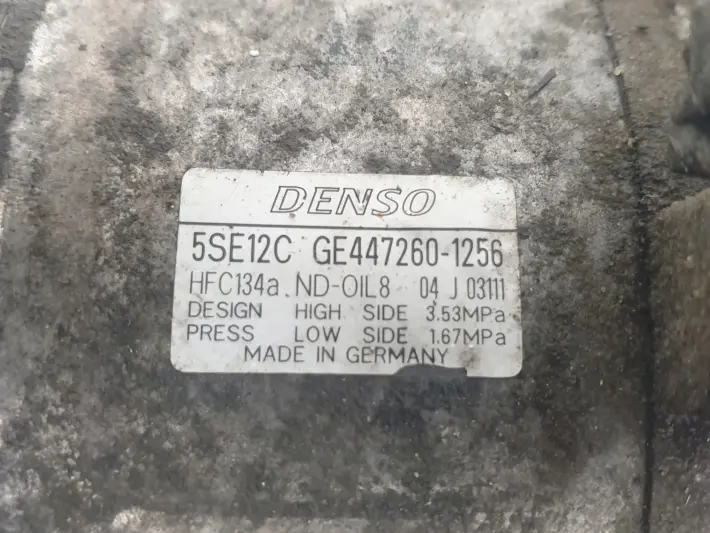 DENSO
5SE12C GE447260-1256
HFC134a ND-OIL8 04 J 03111
DESIGN HIGH SIDE 3.53MPa
PRESS LOW SIDE 1.67MPa
MADE IN GERMANY